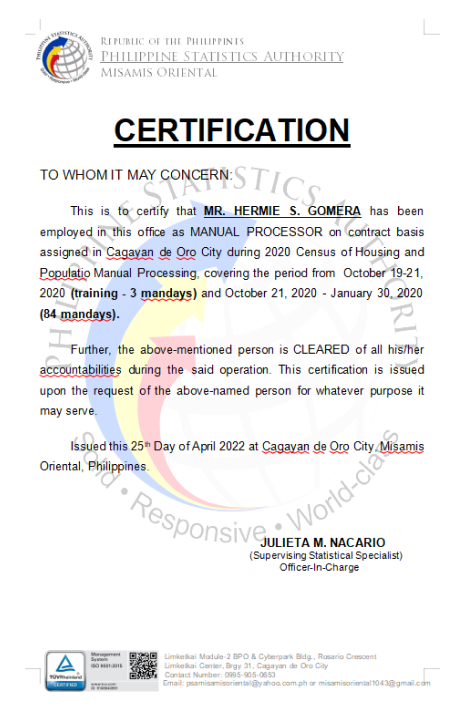 REPUBLIC OF THE PHILIPPINES
PHILIPPINE STATISTICS AUTHORITY
MISAMIS ORIENTAL
CERTIFICATION
TO WHOM IT MAY CONCERN:
This is to certify that MR. HERMIE S. GOMERA has been
employed in this office as MANUAL PROCESSOR on contract basis
assigned in Cagayan de Oro City during 2020 Census of Housing and
Populatio Manual Processing, covering the period from October 19-21,
2020 (training - 3 mandays) and October 21, 2020 - January 30, 2020
(84 mandays).
Further, the above-mentioned person is CLEARED of all his/her
accountabilities during the said operation. This certification is issued
upon the request of the above-named person for whatever purpose it
may serve.
Issued this 25th Day of April 2022 at Cagayan de Oro City, Misamis
Oriental, Philippines.
PHILIPPINE STATISTICS AUTHORITY
Solid • Responsive • World-class
JULIETA M. NACARIO
(Supervising Statistical Specialist)
Officer-In-Charge
Management
System
ISO 9001:2015
TÜVRheinland
CERTIFIED
Limketkai Module-2 BPO & Cyberpark Bldg., Rosario Crescent
Limketkai Center, Brgy 31, Cagayan de Oro City
Contact Number: 0995-905-0653
Email: psamisamisoriental@yahoo.com.ph or misamisoriental1043@gmail.com